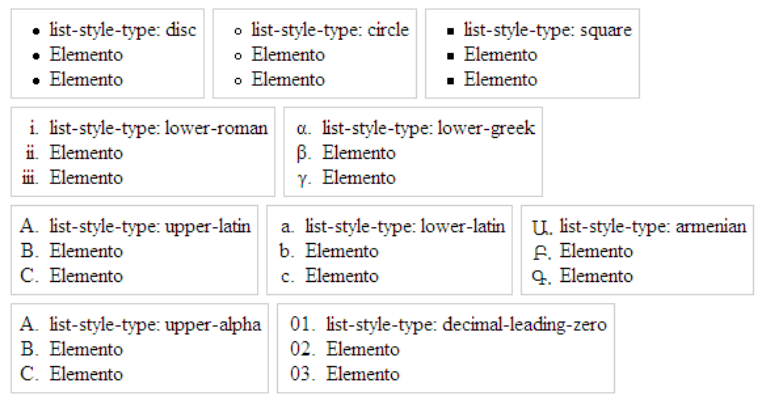 • list-style-type: disc
• Elemento
• Elemento
◦ list-style-type: circle
◦ Elemento
◦ Elemento
▪ list-style-type: square
▪ Elemento
▪ Elemento
i. list-style-type: lower-roman
ii. Elemento
iii. Elemento
α. list-style-type: lower-greek
β. Elemento
γ. Elemento
A. list-style-type: upper-latin
B. Elemento
C. Elemento
a. list-style-type: lower-latin
b. Elemento
c. Elemento
Ա. list-style-type: armenian
Բ. Elemento
Գ. Elemento
A. list-style-type: upper-alpha
B. Elemento
C. Elemento
01. list-style-type: decimal-leading-zero
02. Elemento
03. Elemento